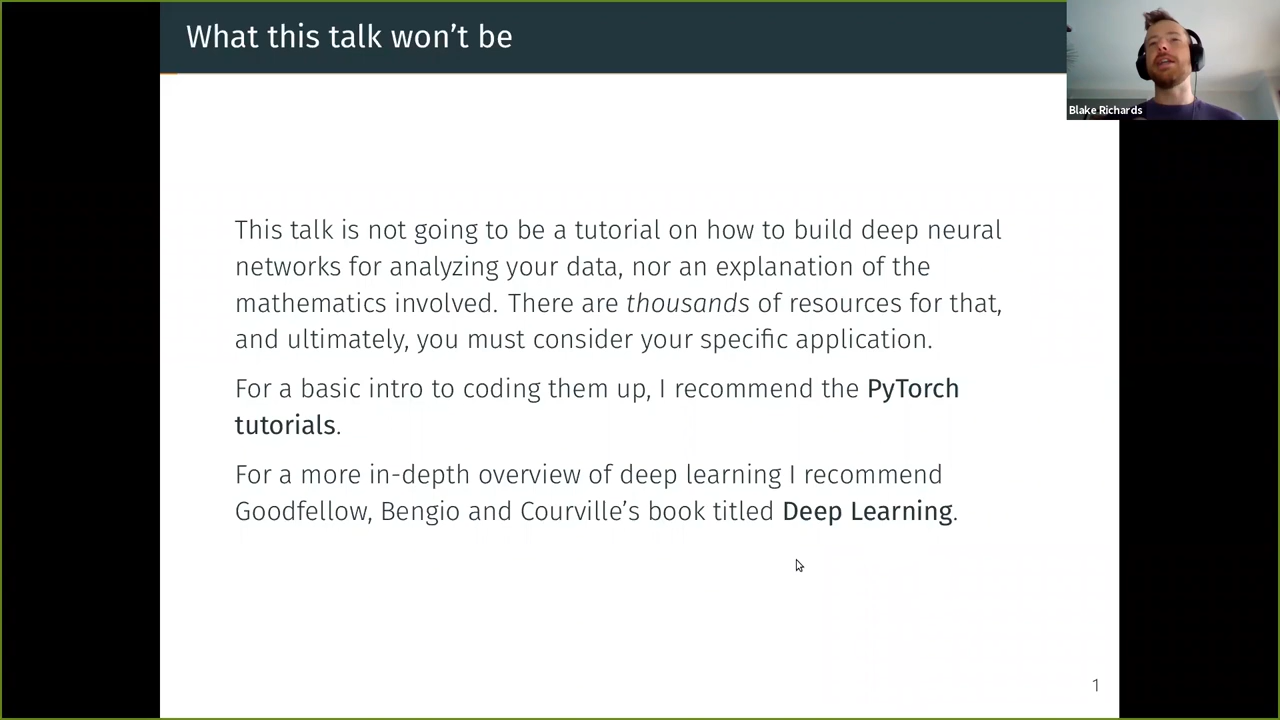 What this talk won't be
Blake Richards
This talk is not going to be a tutorial on how to build deep neural
networks for analyzing your data, nor an explanation of the
mathematics involved. There are thousands of resources for that,
and ultimately, you must consider your specific application.
For a basic intro to coding them up, I recommend the PyTorch
tutorials.
For a more in-depth overview of deep learning I recommend
Goodfellow, Bengio and Courville's book titled Deep Learning.
1